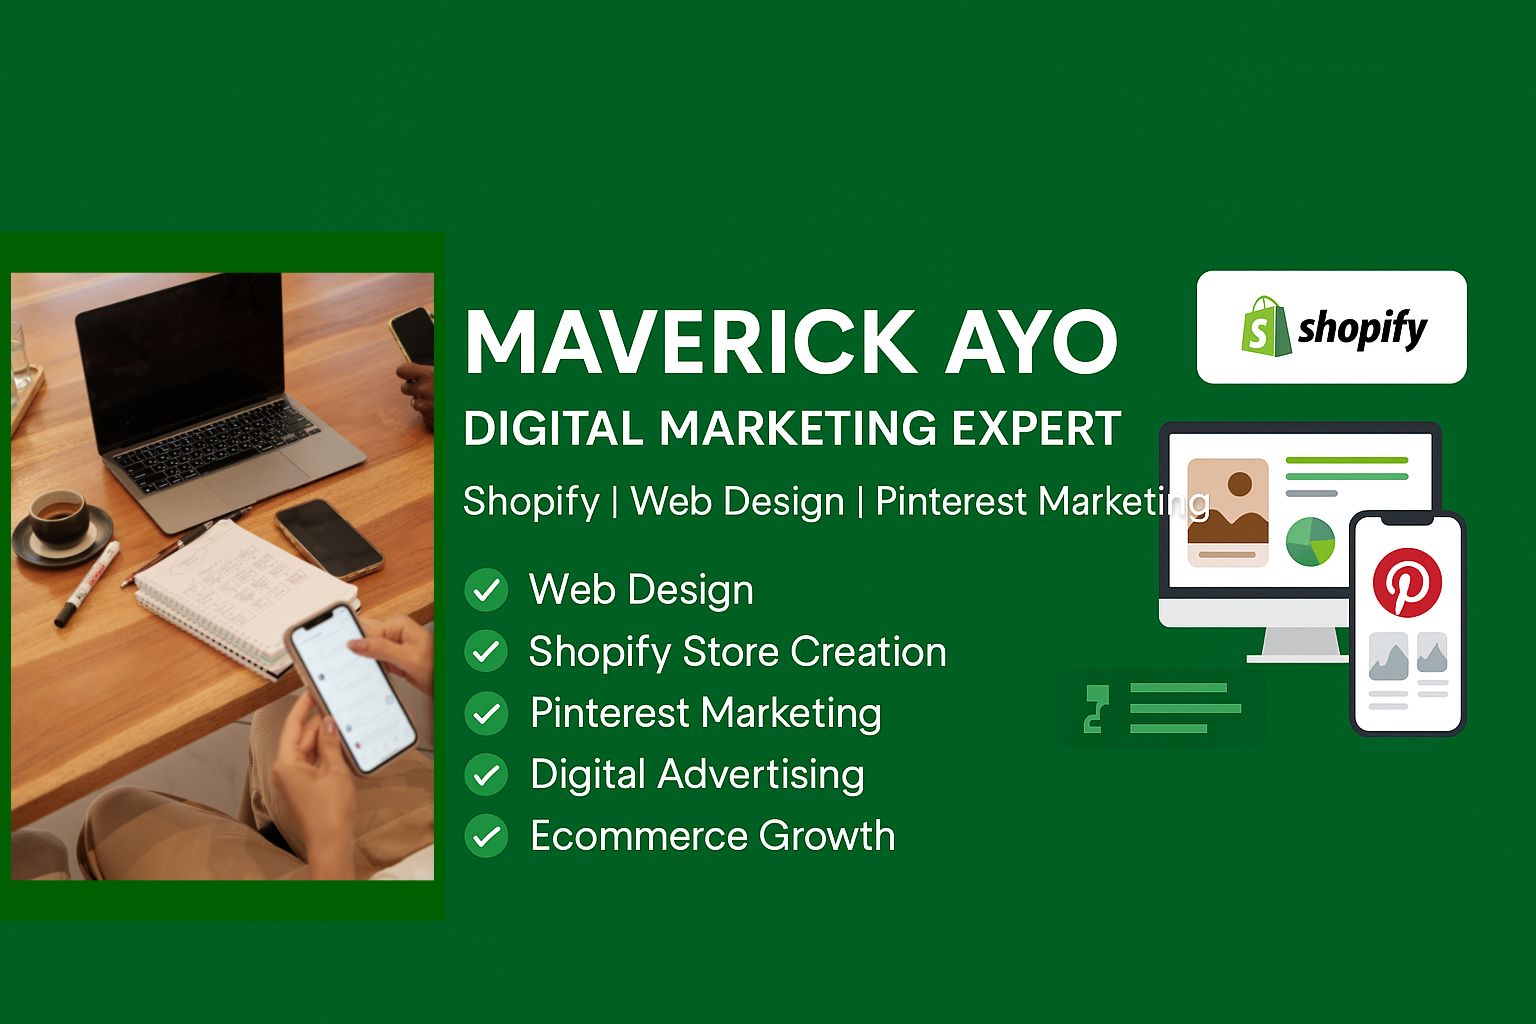 MAVERICK AYO
DIGITAL MARKETING EXPERT
Shopify | Web Design | Pinterest Marketing
Web Design
Shopify Store Creation
Pinterest Marketing
Digital Advertising
Ecommerce Growth
shopify